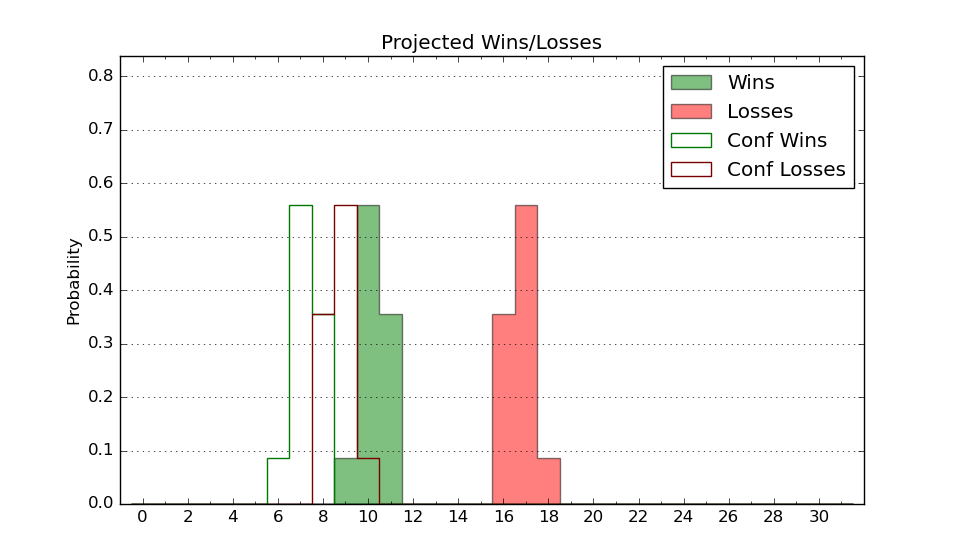 Projected Wins/Losses
Wins
Losses
Conf Wins
Conf Losses
Probability
0.8
0.7
0.6
0.5
0.4
0.3
0.2
0.1
0.0
0 2 4 6 8 10 12 14 16 18 20 22 24 26 28 30